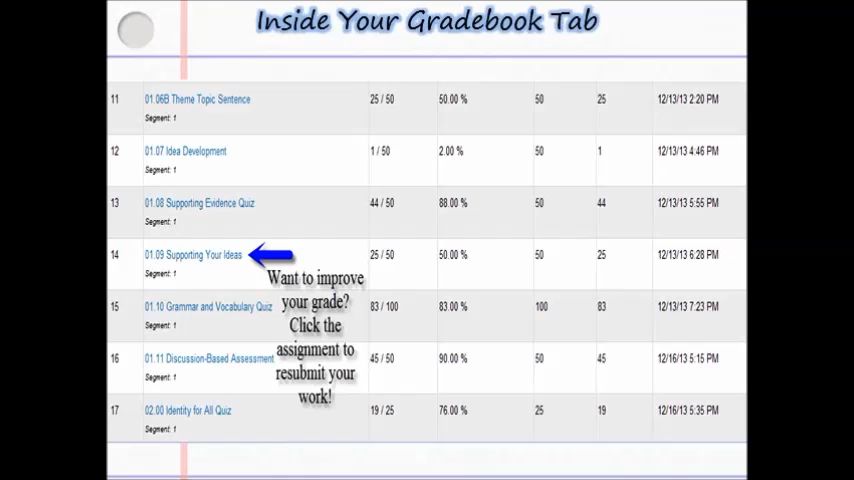 Inside Your Gradebook Tab
11 01.06B Theme Topic Sentence 25 / 50 50.00 % 50 25 12/13/13 2:20 PM
Segment: 1
12 01.07 Idea Development 1 / 50 2.00 % 50 1 12/13/13 4:46 PM
Segment: 1
13 01.08 Supporting Evidence Quiz 44 / 50 88.00 % 50 44 12/13/13 5:55 PM
Segment: 1
14 01.09 Supporting Your Ideas 25 / 50 50.00 % 50 25 12/13/13 6:28 PM
Segment: 1
Want to improve
your grade?
Click the
assignment to
resubmit your
work!
15 01.10 Grammar and Vocabulary Quiz 83 / 100 83.00 % 100 83 12/13/13 7:23 PM
Segment: 1
16 01.11 Discussion-Based Assessment 45 / 50 90.00 % 50 45 12/16/13 5:15 PM
Segment: 1
17 02.00 Identity for All Quiz 19 / 25 76.00 % 25 19 12/16/13 5:35 PM
Segment: 1